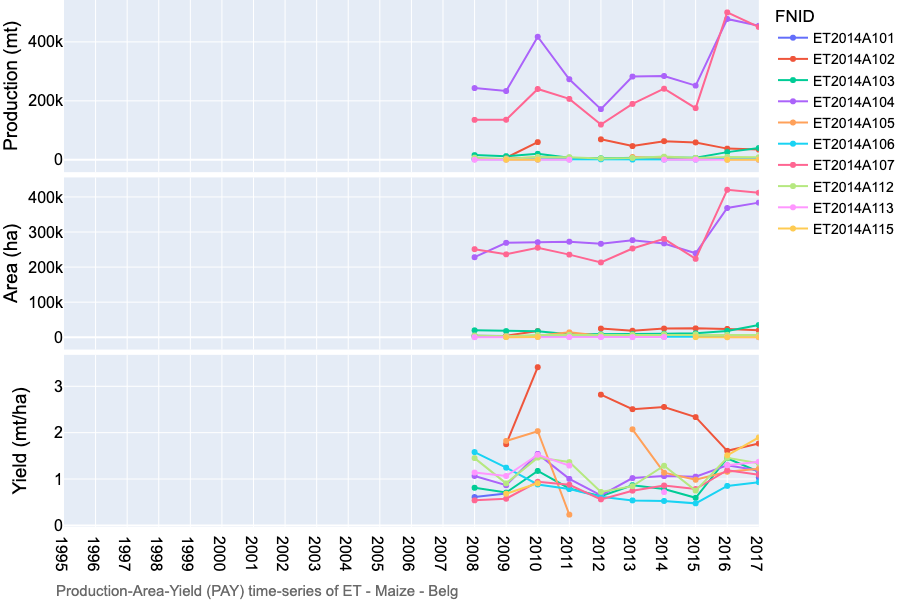 Production (mt)
400k
200k
0
Area (ha)
400k
300k
200k
100k
0
Yield (mt/ha)
3
2
1
0
1995
1996
1997
1998
1999
2000
2001
2002
2003
2004
2005
2006
2007
2008
2009
2010
2011
2012
2013
2014
2015
2016
2017
FNID
ET2014A101
ET2014A102
ET2014A103
ET2014A104
ET2014A105
ET2014A106
ET2014A107
ET2014A112
ET2014A113
ET2014A115
Production-Area-Yield (PAY) time-series of ET - Maize - Belg